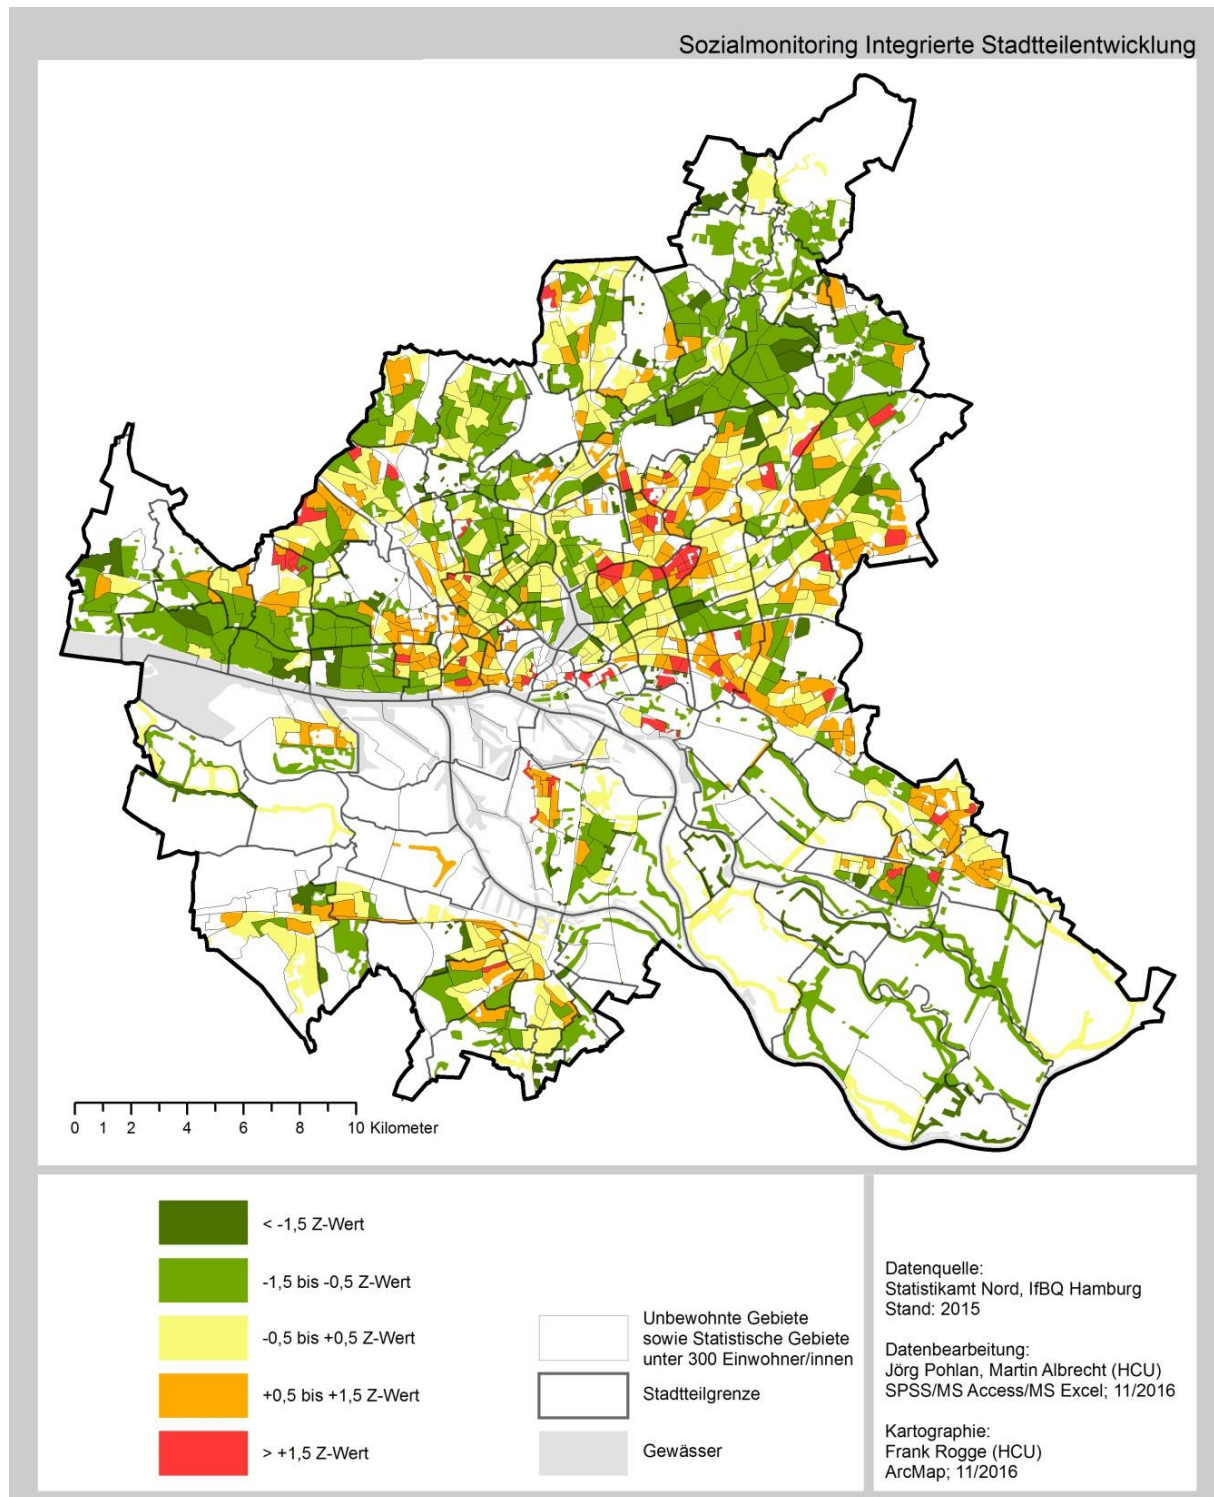 Sozialmonitoring Integrierte Stadtteilentwicklung
0 1 2 4 6 8 10 Kilometer
< -1,5 Z-Wert
-1,5 bis -0,5 Z-Wert
-0,5 bis +0,5 Z-Wert
+0,5 bis +1,5 Z-Wert
> +1,5 Z-Wert
Unbewohnte Gebiete
sowie Statistische Gebiete
unter 300 Einwohner/innen
Stadtteilgrenze
Gewässer
Datenquelle:
Statistikamt Nord, IfBQ Hamburg
Stand: 2015
Datenbearbeitung:
Jörg Pohlan, Martin Albrecht (HCU)
SPSS/MS Access/MS Excel; 11/2016
Kartographie:
Frank Rogge (HCU)
ArcMap; 11/2016